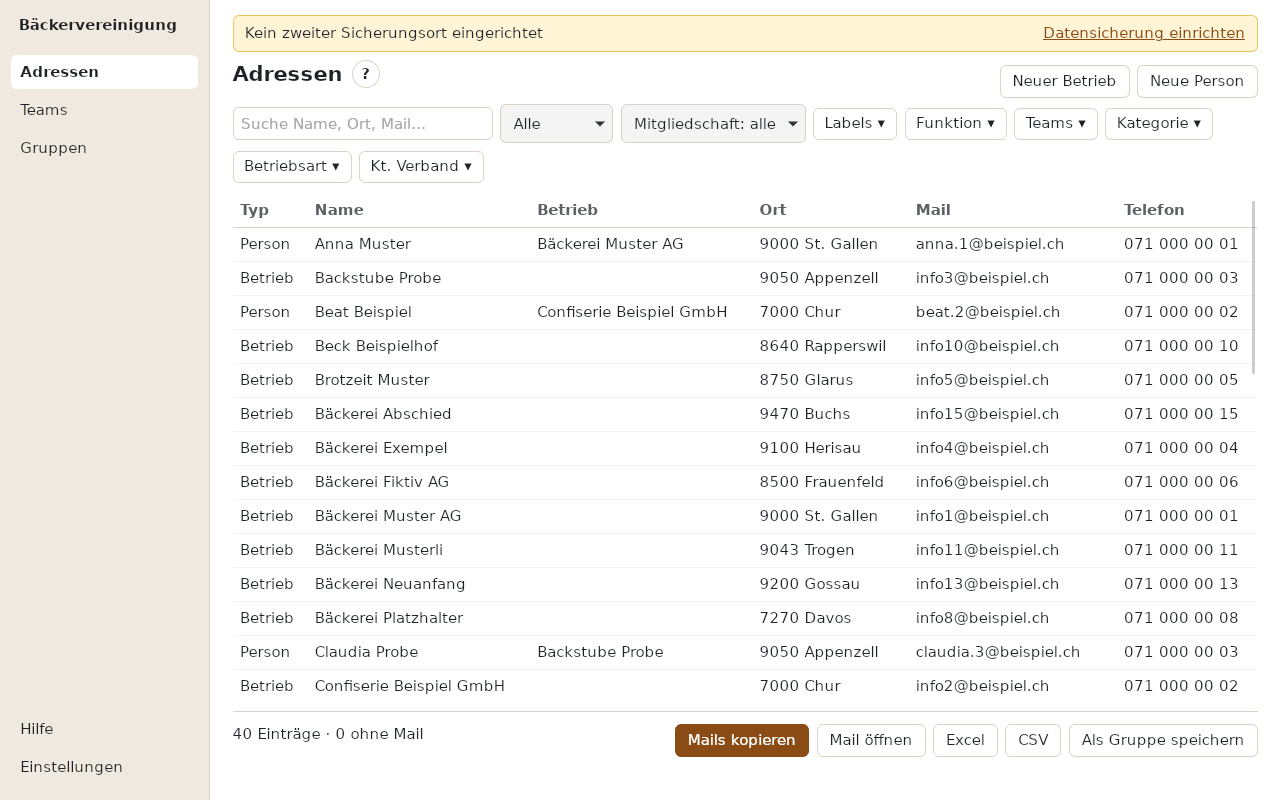 Bäckervereinigung
Adressen
Teams
Gruppen
Hilfe
Einstellungen
Kein zweiter Sicherungsort eingerichtet Datensicherung einrichten
Adressen ? Neuer Betrieb Neue Person
Suche Name, Ort, Mail... Alle Mitgliedschaft: alle Labels ▾ Funktion ▾ Teams ▾ Kategorie ▾
Betriebsart ▾ Kt. Verband ▾
Typ Name Betrieb Ort Mail Telefon
Person Anna Muster Bäckerei Muster AG 9000 St. Gallen anna.1@beispiel.ch 071 000 00 01
Betrieb Backstube Probe 9050 Appenzell info3@beispiel.ch 071 000 00 03
Person Beat Beispiel Confiserie Beispiel GmbH 7000 Chur beat.2@beispiel.ch 071 000 00 02
Betrieb Beck Beispielhof 8640 Rapperswil info10@beispiel.ch 071 000 00 10
Betrieb Brotzeit Muster 8750 Glarus info5@beispiel.ch 071 000 00 05
Betrieb Bäckerei Abschied 9470 Buchs info15@beispiel.ch 071 000 00 15
Betrieb Bäckerei Exempel 9100 Herisau info4@beispiel.ch 071 000 00 04
Betrieb Bäckerei Fiktiv AG 8500 Frauenfeld info6@beispiel.ch 071 000 00 06
Betrieb Bäckerei Muster AG 9000 St. Gallen info1@beispiel.ch 071 000 00 01
Betrieb Bäckerei Musterli 9043 Trogen info11@beispiel.ch 071 000 00 11
Betrieb Bäckerei Neuanfang 9200 Gossau info13@beispiel.ch 071 000 00 13
Betrieb Bäckerei Platzhalter 7270 Davos info8@beispiel.ch 071 000 00 08
Person Claudia Probe Backstube Probe 9050 Appenzell claudia.3@beispiel.ch 071 000 00 03
Betrieb Confiserie Beispiel GmbH 7000 Chur info2@beispiel.ch 071 000 00 02
40 Einträge · 0 ohne Mail Mails kopieren Mail öffnen Excel CSV Als Gruppe speichern